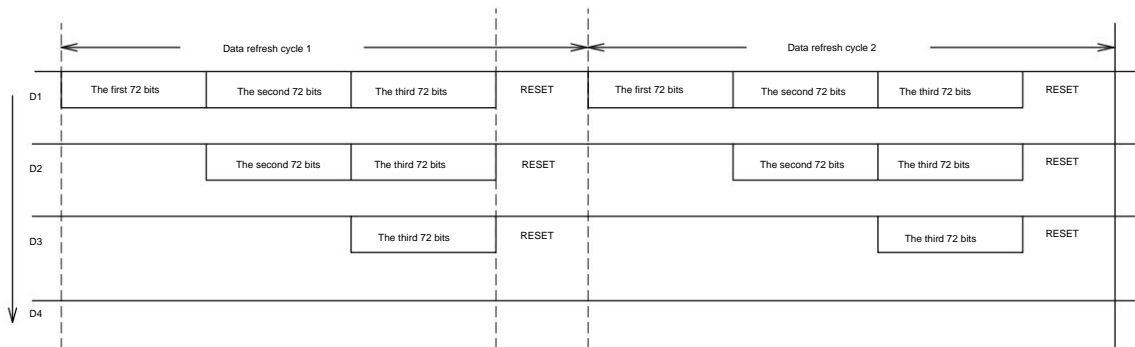 Data refresh cycle 1
Data refresh cycle 2
D1
The first 72 bits
The second 72 bits
The third 72 bits
RESET
The first 72 bits
The second 72 bits
The third 72 bits
RESET
D2
The second 72 bits
The third 72 bits
RESET
The second 72 bits
The third 72 bits
RESET
D3
The third 72 bits
RESET
The third 72 bits
RESET
D4